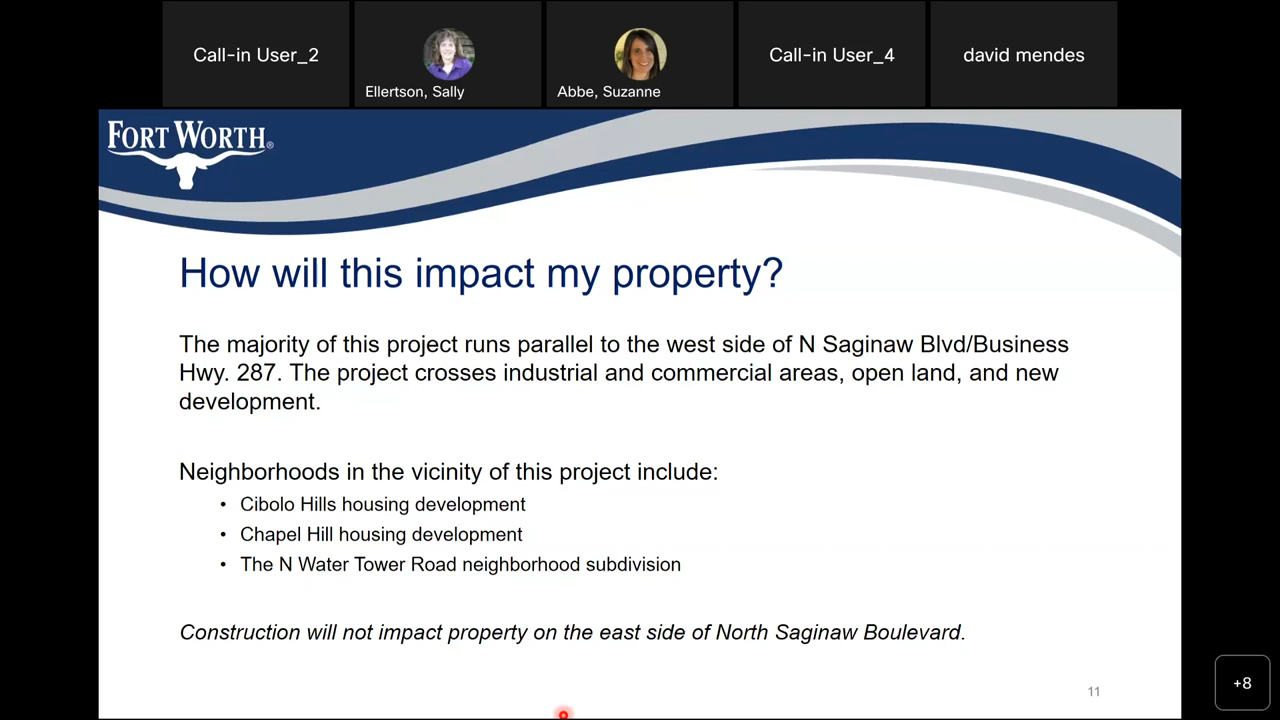 Call-in User_2
Ellertson, Sally
Abbe, Suzanne
Call-in User_4
david mendes
FORT WORTH®
How will this impact my property?
The majority of this project runs parallel to the west side of N Saginaw Blvd/Business
Hwy. 287. The project crosses industrial and commercial areas, open land, and new
development.
Neighborhoods in the vicinity of this project include:
• Cibolo Hills housing development
• Chapel Hill housing development
• The N Water Tower Road neighborhood subdivision
Construction will not impact property on the east side of North Saginaw Boulevard.
11
+8